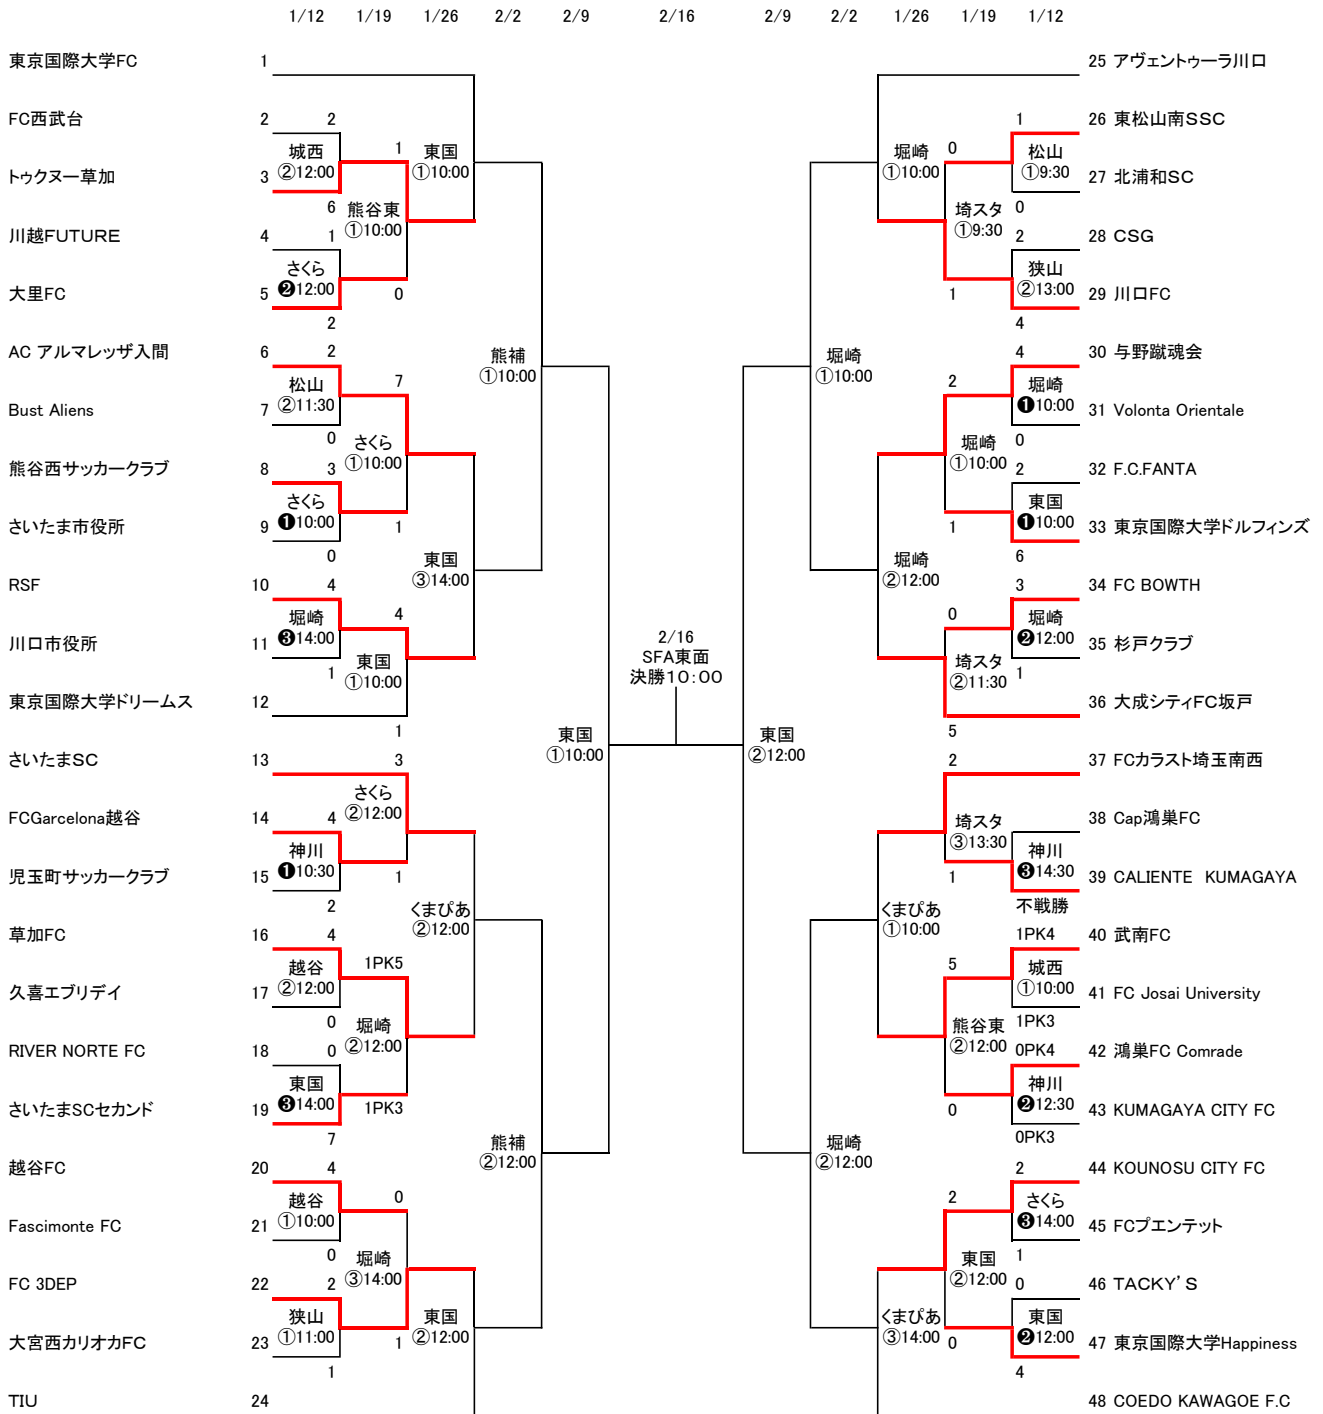 1/12 1/19 1/26 2/2 2/9 2/16 2/9 2/2 1/26 1/19 1/12
東京国際大学FC 1
25 アヴェントゥーラ川口
FC西武台 2 2
1 26 東松山南SSC
1 東国 ①10:00
堀崎 ①10:00 0
城西 ②12:00
松山 ①9:30
トゥクヌー草加 3
27 北浦和SC
6 熊谷東 ①10:00
埼スタ ①9:30 0
川越FUTURE 4 1
2 28 CSG
さくら ❷12:00
狭山 ②13:00
大里FC 5 0
1 29 川口FC
2
4
AC アルマレッザ入間 6 2
4 30 与野蹴魂会
熊補 ①10:00
堀崎 ①10:00
松山 ②11:30 7
2 堀崎 ❶10:00
Bust Aliens 7
31 Volonta Orientale
0 さくら ①10:00
堀崎 ①10:00 0
熊谷西サッカークラブ 8 3
2 32 F.C.FANTA
さくら ❶10:00
東国 ❶10:00
さいたま市役所 9 1
1 33 東京国際大学ドルフィンズ
0 東国 ③14:00
堀崎 ②12:00 6
RSF 10 4
3 34 FC BOWTH
堀崎 ❸14:00 4
0 堀崎 ❷12:00
川口市役所 11
35 杉戸クラブ
1 東国 ①10:00
埼スタ ②11:30 1
2/16
SFA東面
決勝10:00
東京国際大学ドリームス 12
36 大成シティFC坂戸
1
5
東国 ①10:00
東国 ②12:00
さいたまSC 13 3
2 37 FCカラスト埼玉南西
さくら ②12:00
埼スタ ③13:30
FCGarcelona越谷 14 4
38 Cap鴻巣FC
神川 ❶10:30
神川 ❸14:30
児玉町サッカークラブ 15 1
1 39 CALIENTE KUMAGAYA
2 くまぴあ ②12:00
くまぴあ ①10:00 不戦勝
草加FC 16 4
1PK4 40 武南FC
越谷 ②12:00 1PK5
5 城西 ①10:00
久喜エブリデイ 17
41 FC Josai University
0 堀崎 ②12:00
熊谷東 ②12:00 1PK3
RIVER NORTE FC 18 0
0PK4 42 鴻巣FC Comrade
東国 ❸14:00
神川 ❷12:30
さいたまSCセカンド 19 1PK3
0 43 KUMAGAYA CITY FC
7 熊補 ②12:00
堀崎 ②12:00 0PK3
越谷FC 20 4
2 44 KOUNOSU CITY FC
越谷 ①10:00 0
2 さくら ❸14:00
Fascimonte FC 21
45 FCプエンテット
0 堀崎 ③14:00
東国 ②12:00 1
FC 3DEP 22 2
0 46 TACKY'S
狭山 ①11:00 東国 ②12:00
くまぴあ ③14:00 東国 ❷12:00
大宮西カリオカFC 23 1
0 47 東京国際大学Happiness
1
4
TIU 24
48 COEDO KAWAGOE F.C